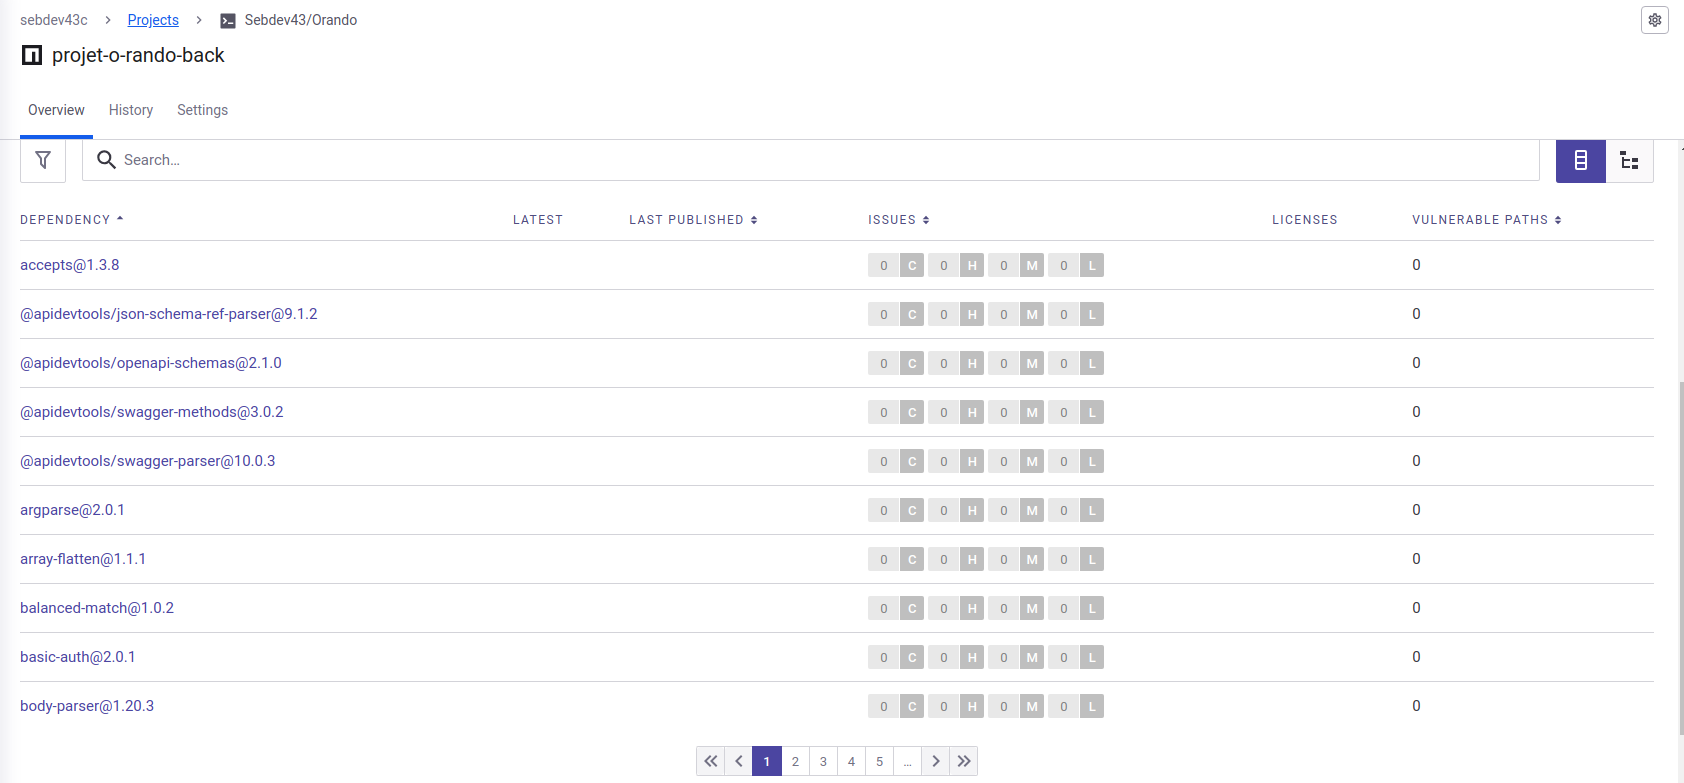 sebdev43c > Projects > Sebdev43/Orando
projet-o-rando-back
Overview History Settings
Search...
DEPENDENCY LATEST LAST PUBLISHED ISSUES LICENSES VULNERABLE PATHS
accepts@1.3.8 0 C 0 H 0 M 0 L 0
@apidevtools/json-schema-ref-parser@9.1.2 0 C 0 H 0 M 0 L 0
@apidevtools/openapi-schemas@2.1.0 0 C 0 H 0 M 0 L 0
@apidevtools/swagger-methods@3.0.2 0 C 0 H 0 M 0 L 0
@apidevtools/swagger-parser@10.0.3 0 C 0 H 0 M 0 L 0
argparse@2.0.1 0 C 0 H 0 M 0 L 0
array-flatten@1.1.1 0 C 0 H 0 M 0 L 0
balanced-match@1.0.2 0 C 0 H 0 M 0 L 0
basic-auth@2.0.1 0 C 0 H 0 M 0 L 0
body-parser@1.20.3 0 C 0 H 0 M 0 L 0
1 2 3 4 5 ...